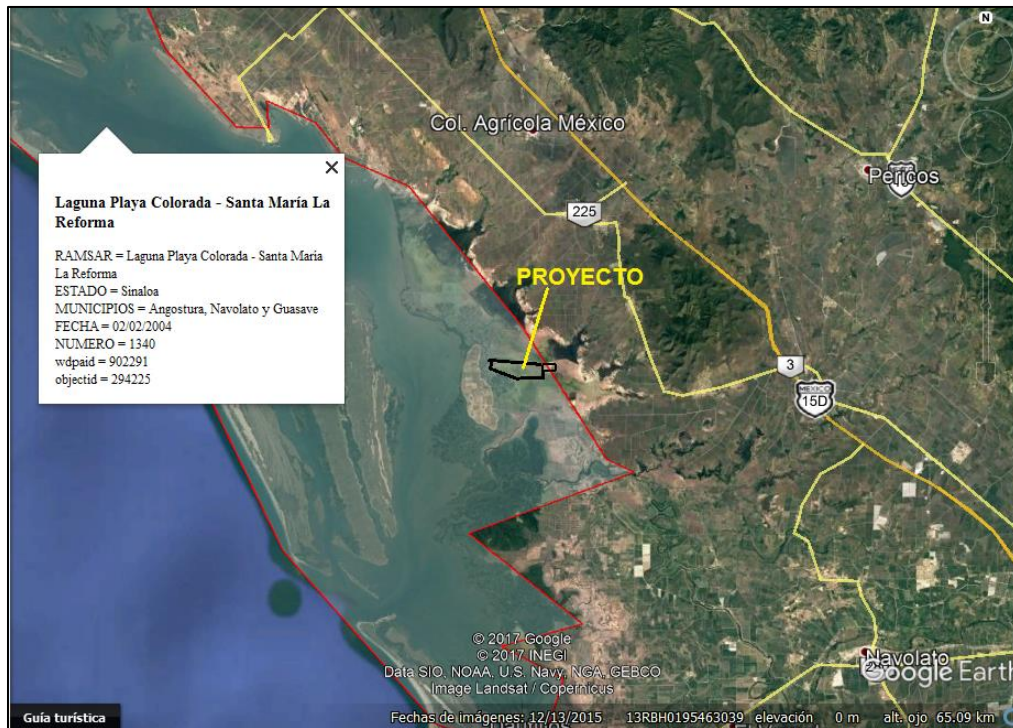 N
Col. Agrícola México
Pericos
15
225
×
Laguna Playa Colorada - Santa María La
Reforma
RAMSAR = Laguna Playa Colorada - Santa Maria
La Reforma
ESTADO = Sinaloa
MUNICIPIOS = Angostura, Navolato y Guasave
FECHA = 02/02/2004
NUMERO = 1340
wdpaid = 902291
objectid = 294225
PROYECTO
3
MEXICO
15D
© 2017 Google
© 2017 INEGI
Data SIO, NOAA, U.S. Navy, NGA, GEBCO
Image Landsat / Copernicus
Navolato
Google Earth
Guía turística
Fechas de imágenes: 12/13/2015 13RBH0195463039 elevación 0 m alt. ojo 65.09 km